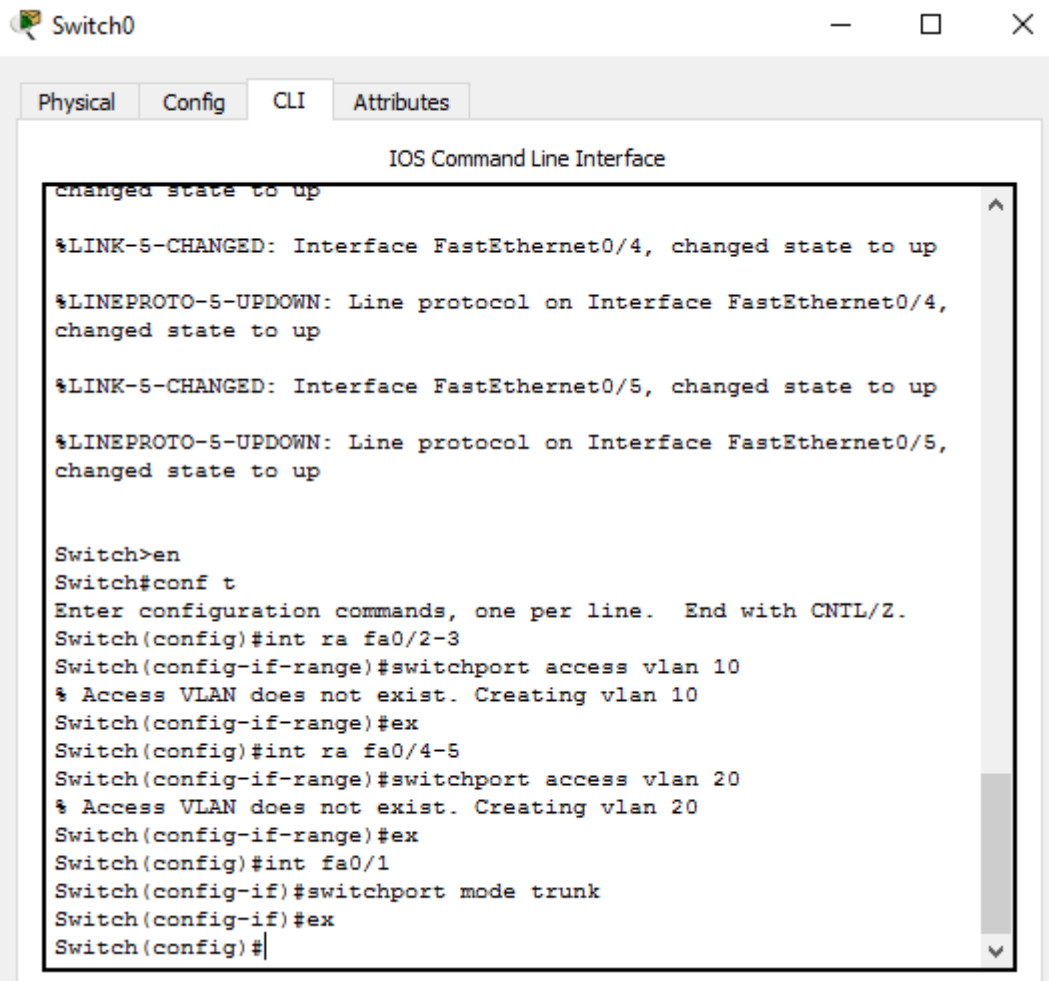 Switch0
Physical Config CLI Attributes
IOS Command Line Interface
changed state to up
%LINK-5-CHANGED: Interface FastEthernet0/4, changed state to up
%LINEPROTO-5-UPDOWN: Line protocol on Interface FastEthernet0/4,
changed state to up
%LINK-5-CHANGED: Interface FastEthernet0/5, changed state to up
%LINEPROTO-5-UPDOWN: Line protocol on Interface FastEthernet0/5,
changed state to up
Switch>en
Switch#conf t
Enter configuration commands, one per line.  End with CNTL/Z.
Switch(config)#int ra fa0/2-3
Switch(config-if-range)#switchport access vlan 10
% Access VLAN does not exist. Creating vlan 10
Switch(config-if-range)#ex
Switch(config)#int ra fa0/4-5
Switch(config-if-range)#switchport access vlan 20
% Access VLAN does not exist. Creating vlan 20
Switch(config-if-range)#ex
Switch(config)#int fa0/1
Switch(config-if)#switchport mode trunk
Switch(config-if)#ex
Switch(config)#